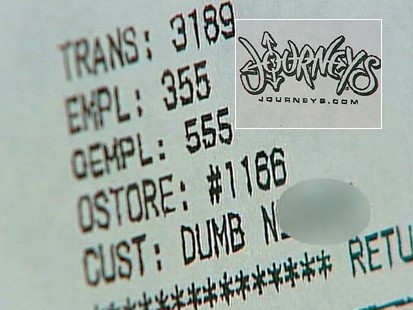 TRANS: 3189
EMPL: 355
OEMPL: 555
OSTORE: #1166
CUST: DUMB N
************** RETU
JOURNEYS
JOURNEYS.COM